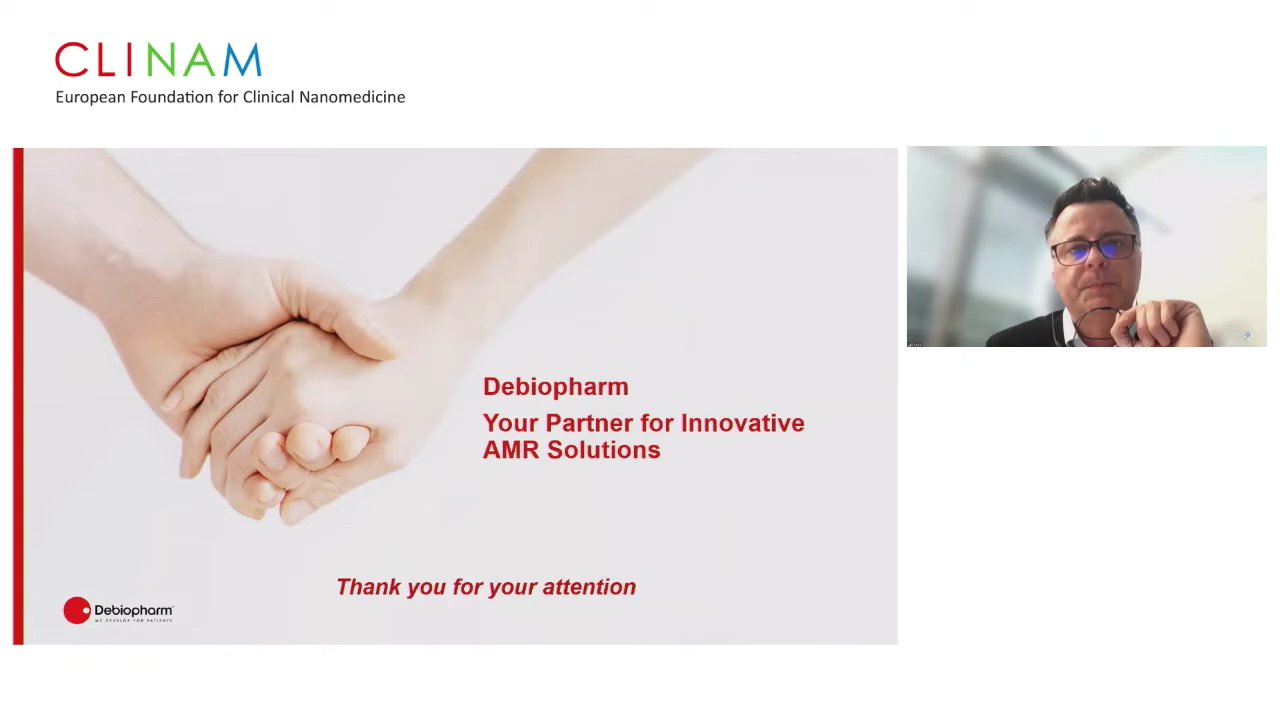 CLINAM
European Foundation for Clinical Nanomedicine
Debiopharm
Your Partner for Innovative
AMR Solutions
Thank you for your attention
Debiopharm
WE DEVELOP FOR PATIENTS